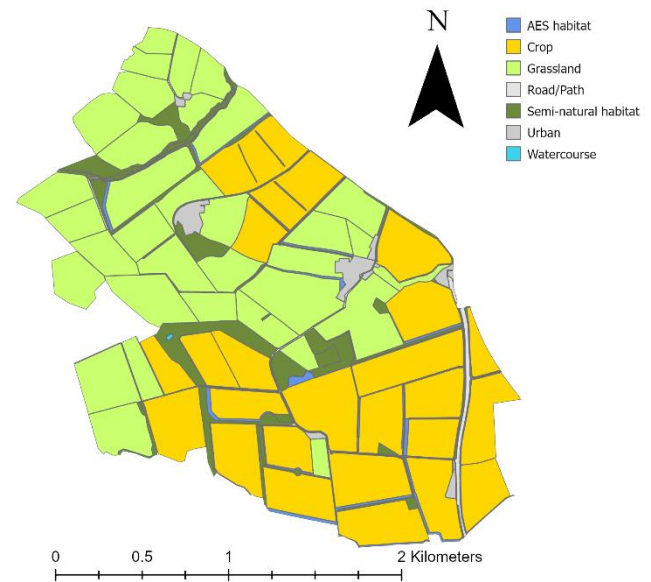 N
AES habitat
Crop
Grassland
Road/Path
Semi-natural habitat
Urban
Watercourse
0 0.5 1 2 Kilometers